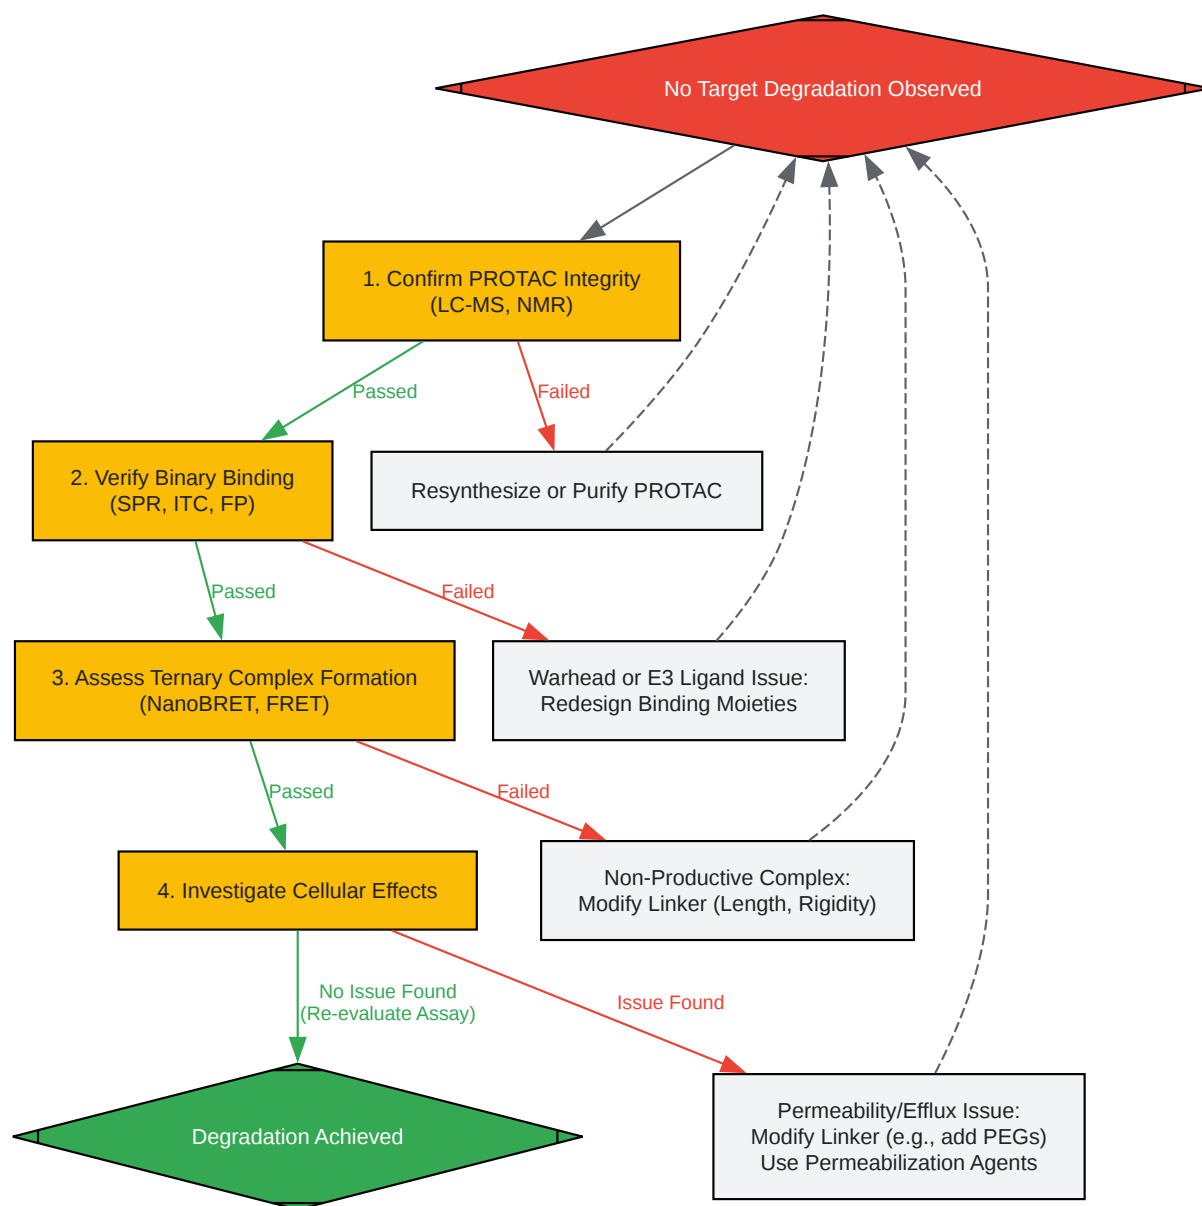 No Target Degradation Observed
1. Confirm PROTAC Integrity
(LC-MS, NMR)
Passed
Failed
2. Verify Binary Binding
(SPR, ITC, FP)
Resynthesize or Purify PROTAC
Passed
Failed
3. Assess Ternary Complex Formation
(NanoBRET, FRET)
Warhead or E3 Ligand Issue:
Redesign Binding Moieties
Passed
Failed
4. Investigate Cellular Effects
Non-Productive Complex:
Modify Linker (Length, Rigidity)
No Issue Found
(Re-evaluate Assay)
Issue Found
Degradation Achieved
Permeability/Efflux Issue:
Modify Linker (e.g., add PEGs)
Use Permeabilization Agents